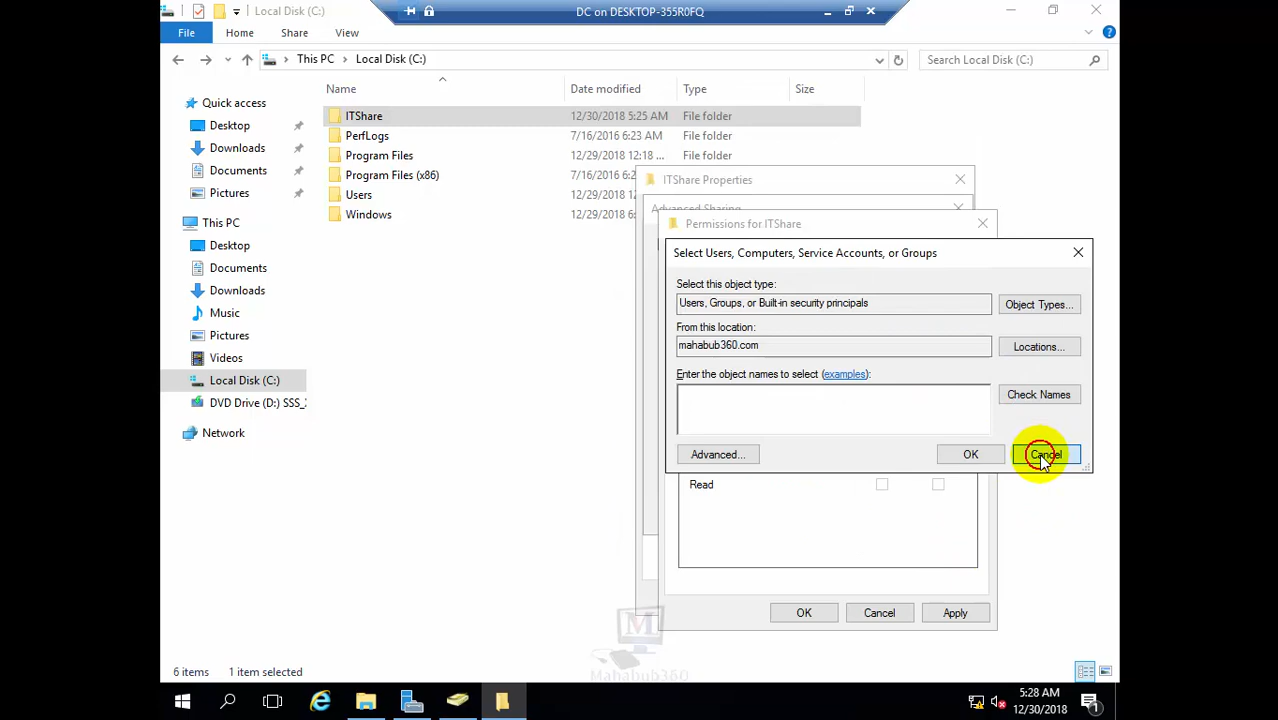 Local Disk (C:)
DC on DESKTOP-355R0FQ
File
Home
Share
View
This PC
Local Disk (C:)
Search Local Disk (C:)
Name
Date modified
Type
Size
Quick access
Desktop
Downloads
Documents
Pictures
This PC
Desktop
Documents
Downloads
Music
Pictures
Videos
Local Disk (C:)
DVD Drive (D:) SSS_
Network
ITShare 12/30/2018 5:25 AM File folder
PerfLogs 7/16/2016 6:23 AM File folder
Program Files 12/29/2018 12:18 ... File folder
Program Files (x86) 7/16/2016 6:2
Users 12/29/2018 12
Windows 12/29/2018 6:
ITShare Properties
Advanced Sharing
Permissions for ITShare
Select Users, Computers, Service Accounts, or Groups
Select this object type:
Users, Groups, or Built-in security principals
Object Types...
From this location:
mahabub360.com
Locations...
Enter the object names to select (examples):
Check Names
Advanced...
OK
Cancel
Read
OK
Cancel
Apply
Mahabub360
6 items
1 item selected
5:28 AM
12/30/2018
1